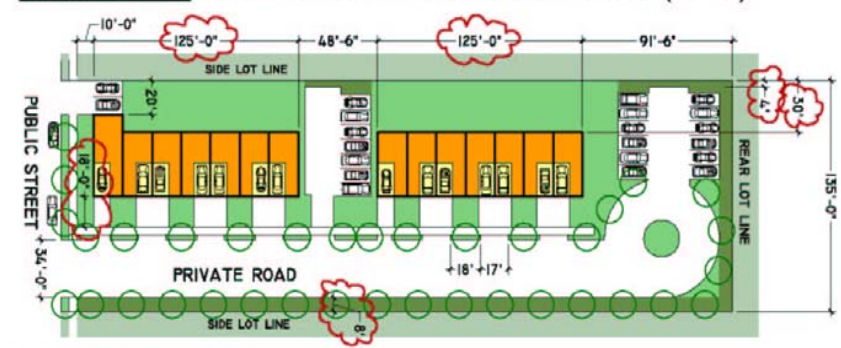 10'-0"
125'-0"
48'-6"
125'-0"
91'-6"
SIDE LOT LINE
20'
4'
30'
PUBLIC STREET
18'-0"
REAR LOT LINE
135'-0"
34'-0"
18' 17'
PRIVATE ROAD
8'
SIDE LOT LINE